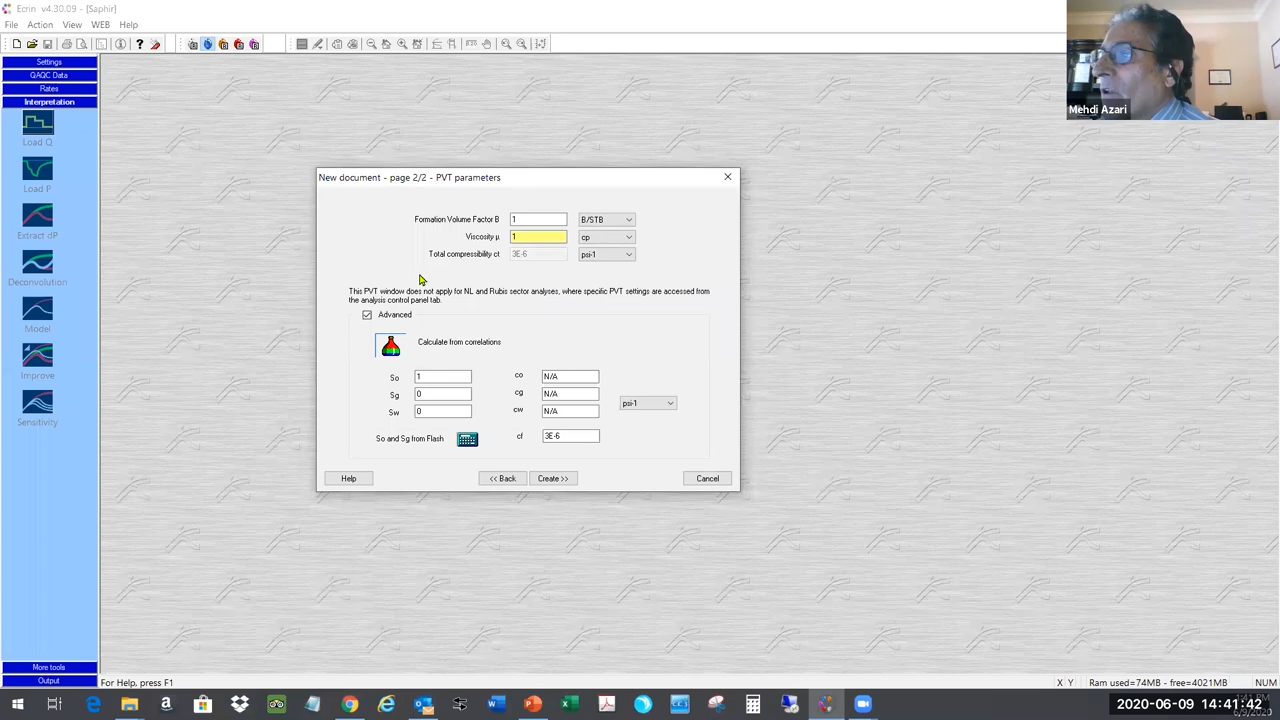 Ecrin v4.30.09 - [Saphir]
File Action View WEB Help
Settings
QAQC Data
Rates
Interpretation
Load Q
Load P
Extract dP
Deconvolution
Model
Improve
Sensitivity
More tools
Output
Mehdi Azari
New document - page 2/2 - PVT parameters
Formation Volume Factor B 1 B/STB
Viscosity µ 1 cp
Total compressibility ct 3E-6 psi-1
This PVT window does not apply for NL and Rubis sector analyses, where specific PVT settings are accessed from
the analysis control panel tab.
Advanced
Calculate from correlations
So 1 co N/A
Sg 0 cg N/A
psi-1
Sw 0 cw N/A
So and Sg from Flash cf 3E-6
Help << Back Create >> Cancel
For Help, press F1
X Y Ram used=74MB - free=4021MB NUM
2020-06-09 14:41:42